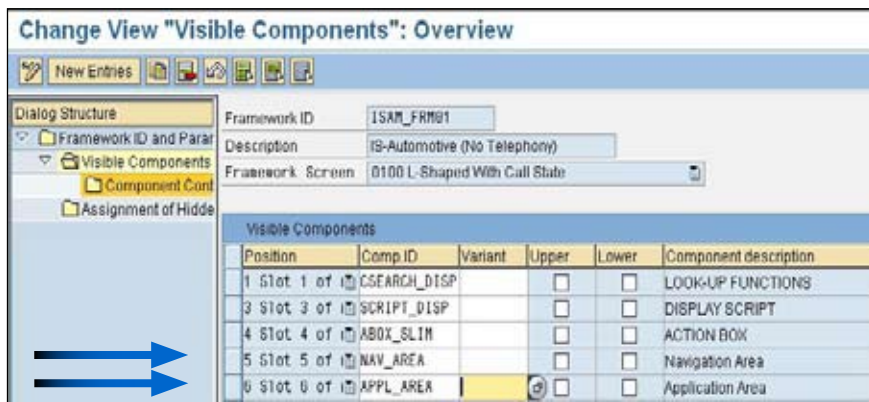 Change View "Visible Components": Overview
New Entries
Dialog Structure
Framework ID and Parar
Visible Components
Component Cont
Assignment of Hidde
Framework ID ISAM_FRM01
Description IS-Automotive (No Telephony)
Framework Screen 0100 L-Shaped With Call State
Visible Components
Position Comp.ID Variant Upper Lower Component description
1 Slot 1 of CSEARCH_DISP LOOK-UP FUNCTIONS
3 Slot 3 of SCRIPT_DISP DISPLAY SCRIPT
4 Slot 4 of ABOX_SLIM ACTION BOX
5 Slot 5 of NAV_AREA Navigation Area
6 Slot 6 of APPL_AREA Application Area